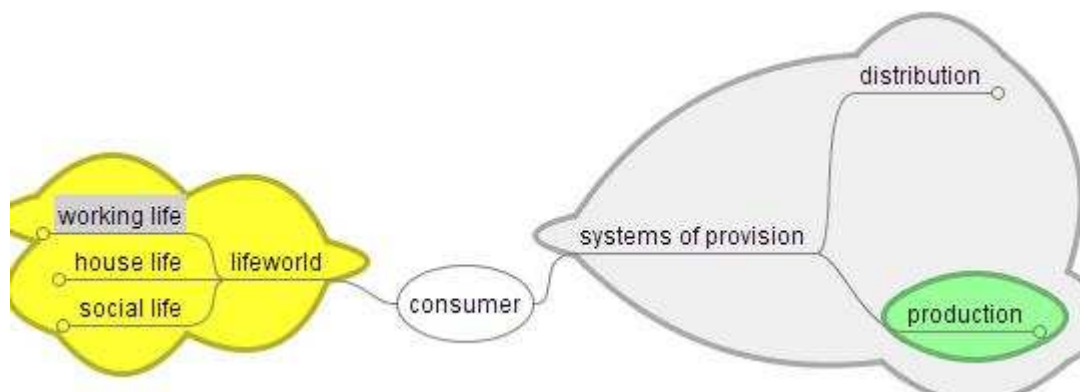 distribution
working life
systems of provision
house life
lifeworld
consumer
social life
production